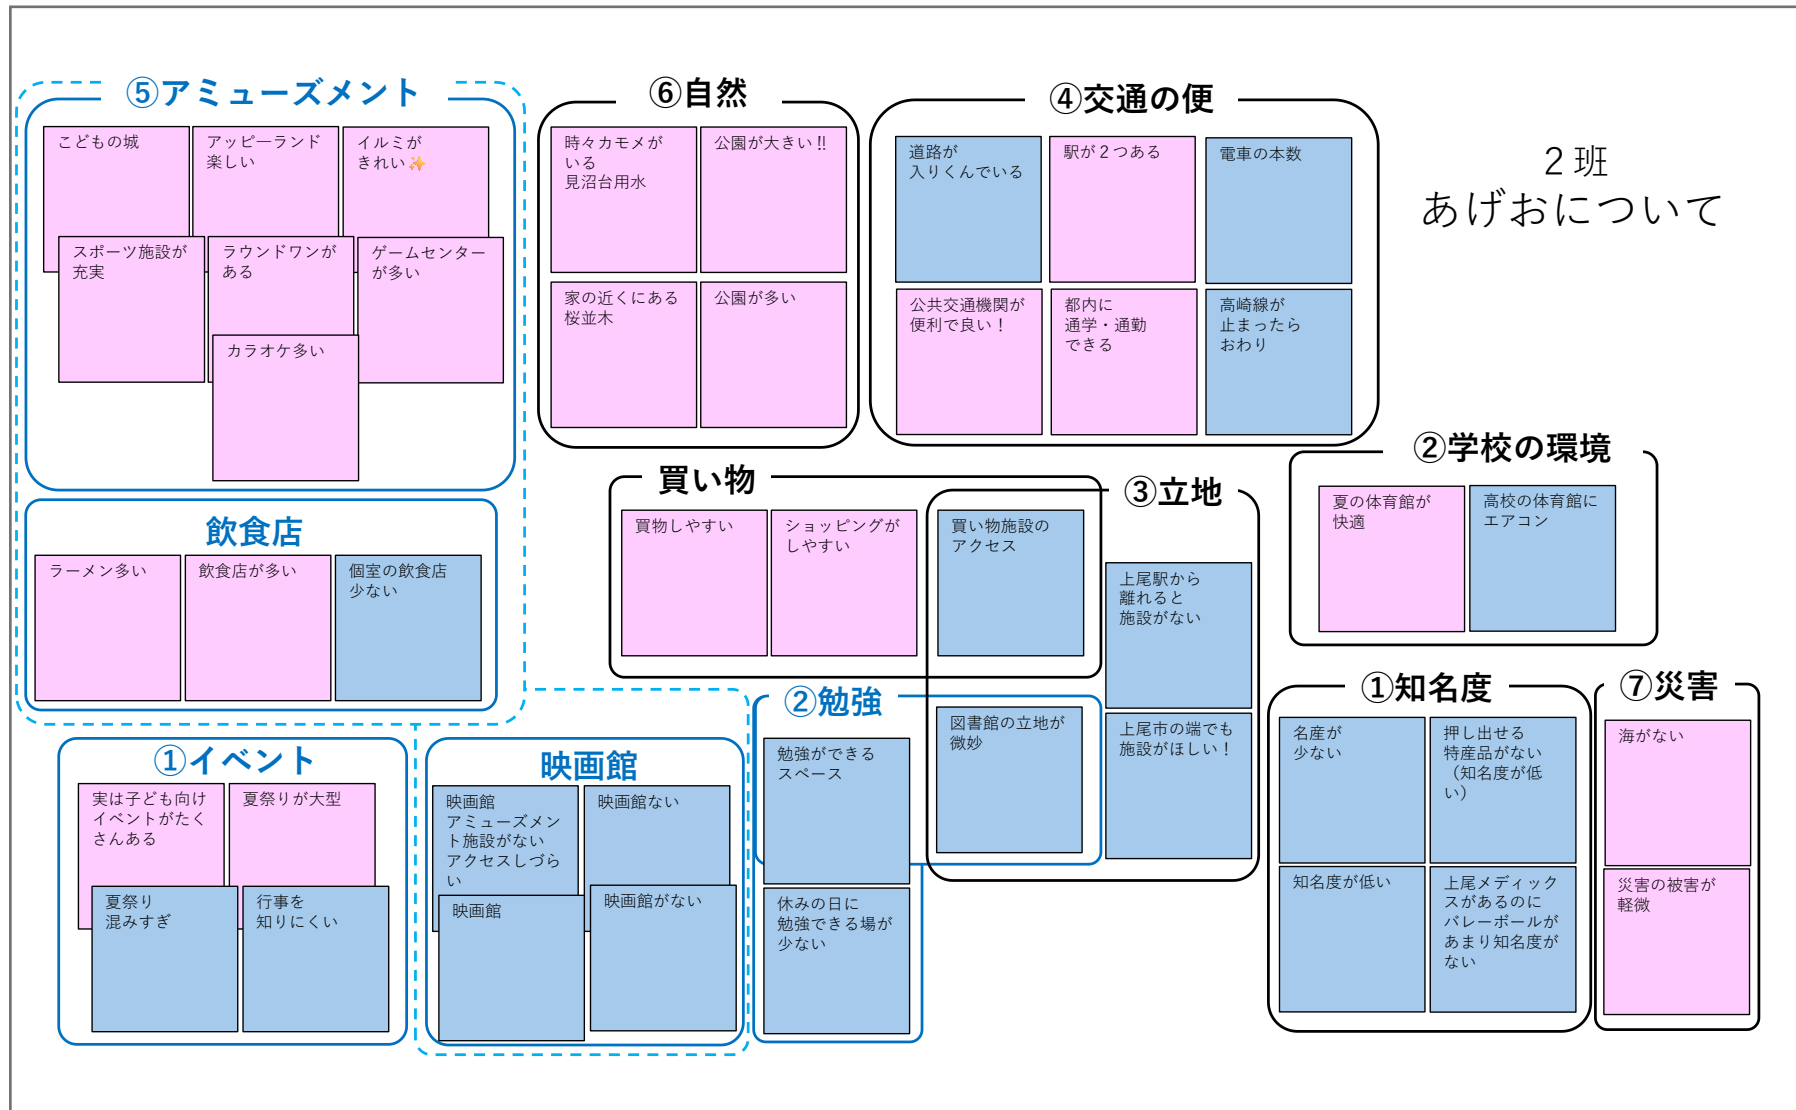 ２班
あげおについて
⑤アミューズメント
こどもの城
アッピーランド
楽しい
イルミが
きれい✨
スポーツ施設が
充実
ラウンドワンが
ある
ゲームセンター
が多い
カラオケ多い
飲食店
ラーメン多い
飲食店が多い
個室の飲食店
少ない
⑥自然
時々カモメが
いる
見沼台用水
公園が大きい‼
家の近くにある
桜並木
公園が多い
④交通の便
道路が
入りくんでいる
駅が２つある
電車の本数
公共交通機関が
便利で良い！
都内に
通学・通勤
できる
高崎線が
止まったら
おわり
②学校の環境
夏の体育館が
快適
高校の体育館に
エアコン
買い物
買物しやすい
ショッピングが
しやすい
買い物施設の
アクセス
③立地
上尾駅から
離れると
施設がない
図書館の立地が
微妙
上尾市の端でも
施設がほしい！
①イベント
実は子ども向け
イベントがたく
さんある
夏祭りが大型
夏祭り
混みすぎ
行事を
知りにくい
映画館
映画館
アミューズメン
ト施設がない
アクセスしづら
い
映画館ない
映画館
映画館がない
②勉強
勉強ができる
スペース
休みの日に
勉強できる場が
少ない
①知名度
名産が
少ない
押し出せる
特産品がない
（知名度が低
い）
知名度が低い
上尾メディック
スがあるのに
バレーボールが
あまり知名度が
ない
⑦災害
海がない
災害の被害が
軽微